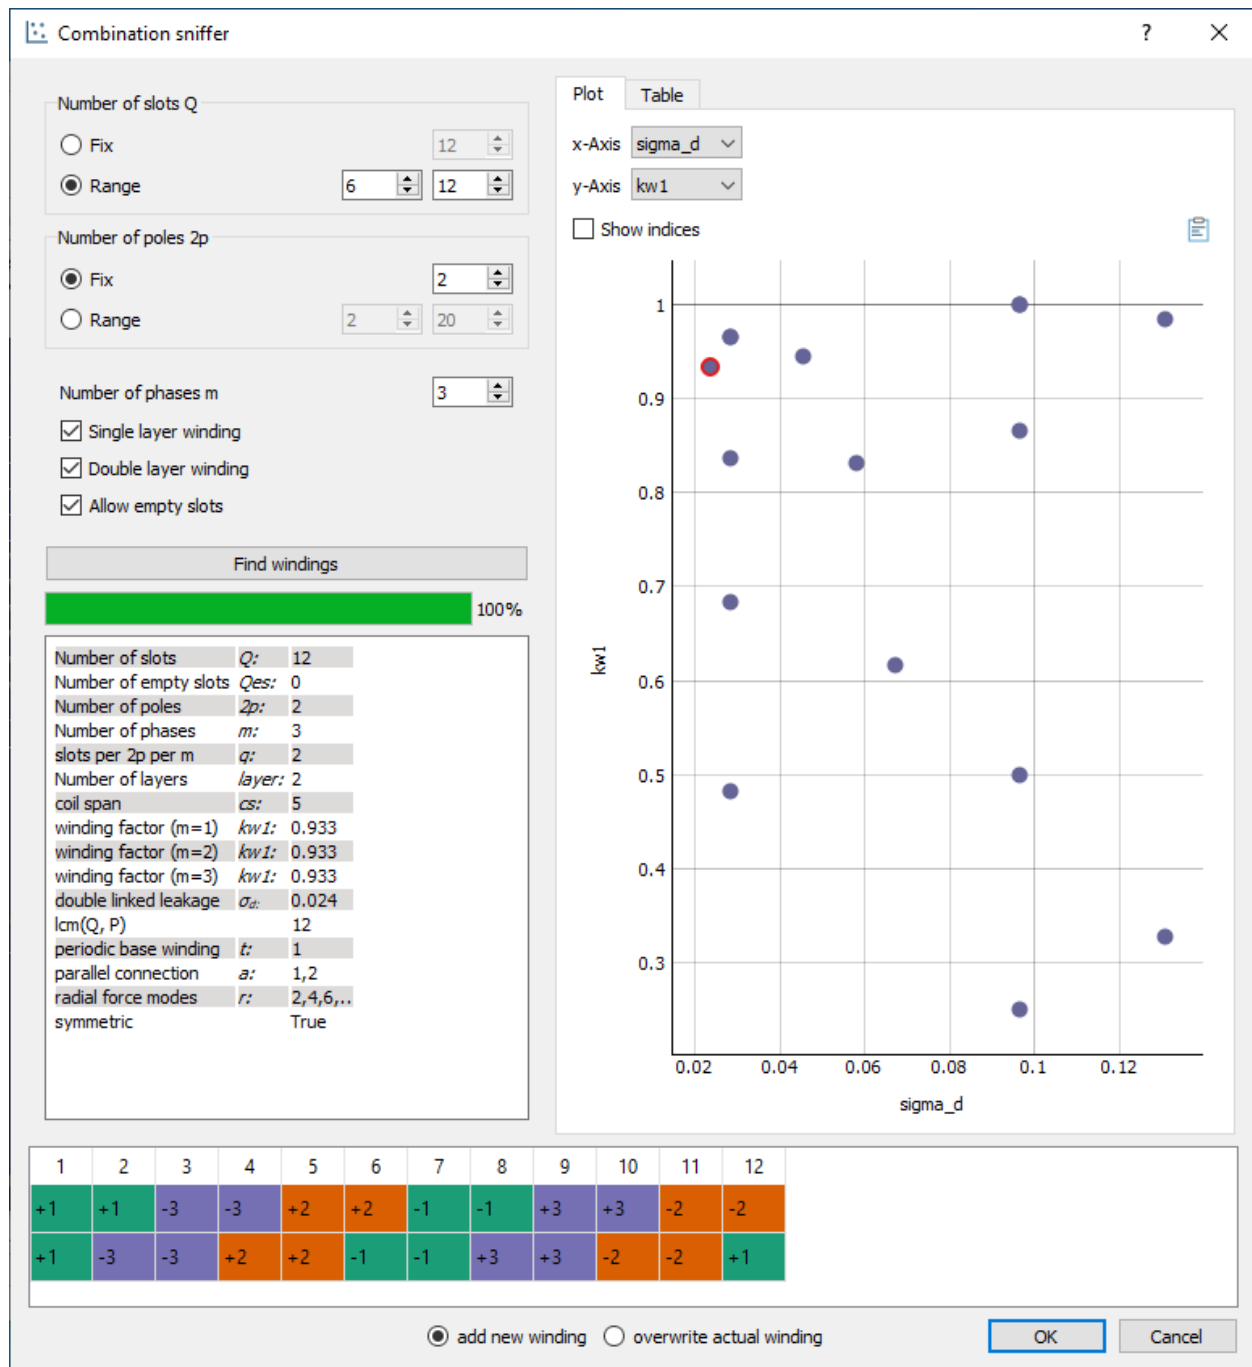 Combination sniffer
?
Number of slots Q
Fix 12
Range 6 12
Number of poles 2p
Fix 2
Range 2 20
Number of phases m 3
Single layer winding
Double layer winding
Allow empty slots
Find windings
100%
Number of slots Q: 12
Number of empty slots Qes: 0
Number of poles 2p: 2
Number of phases m: 3
slots per 2p per m q: 2
Number of layers layer: 2
coil span cs: 5
winding factor (m=1) kw1: 0.933
winding factor (m=2) kw1: 0.933
winding factor (m=3) kw1: 0.933
double linked leakage σd: 0.024
lcm(Q, P) 12
periodic base winding t: 1
parallel connection a: 1,2
radial force modes r: 2,4,6,..
symmetric True
Plot Table
x-Axis sigma_d
y-Axis kw1
Show indices
1
0.9
0.8
0.7
0.6
0.5
0.4
0.3
kw1
0.02 0.04 0.06 0.08 0.1 0.12
sigma_d
1 2 3 4 5 6 7 8 9 10 11 12
+1 +1 -3 -3 +2 +2 -1 -1 +3 +3 -2 -2
+1 -3 -3 +2 +2 -1 -1 +3 +3 -2 -2 +1
add new winding overwrite actual winding OK Cancel